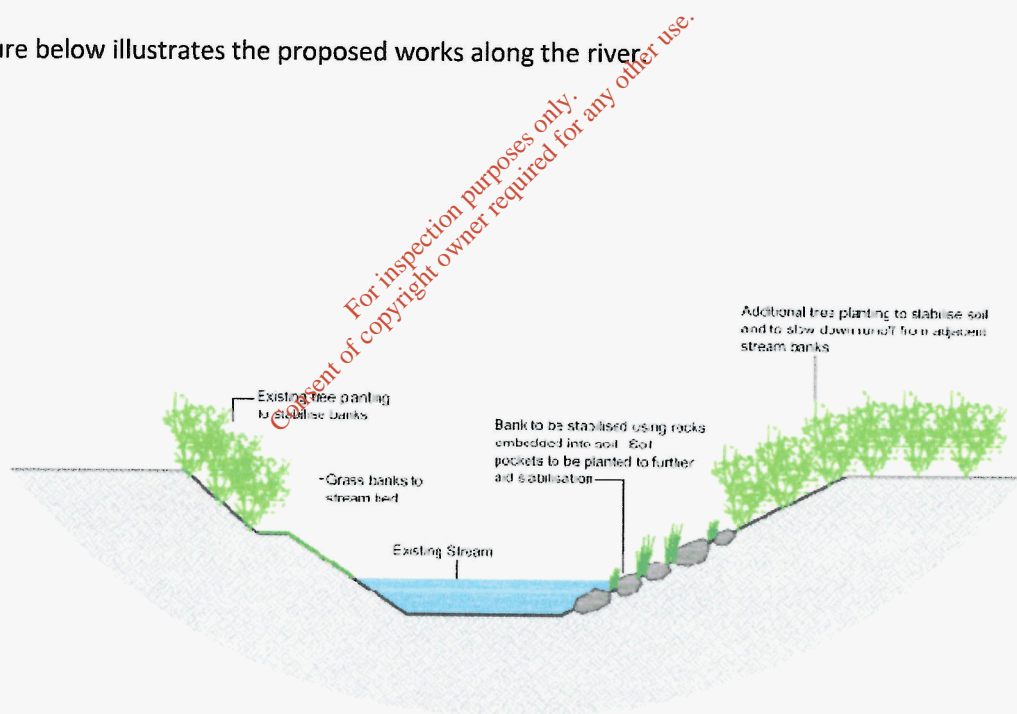 ure below illustrates the proposed works along the river.
For inspection purposes only.
Consent of copyright owner required for any other use.
Additional tree planting to stabilise soil
and to slow down runoff from adjacent
stream banks
Existing tree planting
to stabilise banks
Bank to be stabilised using rocks
embedded into soil. Soil
pockets to be planted to further
aid stabilisation
-Grass banks to
stream bed
Existing Stream